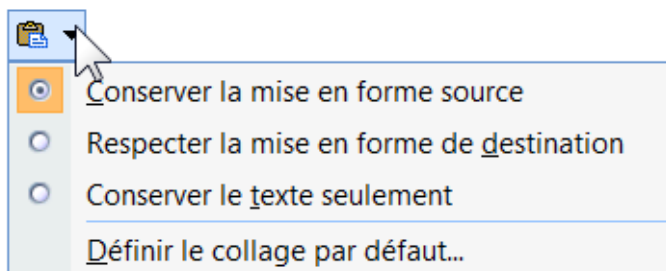 Conserver la mise en forme source
Respecter la mise en forme de destination
Conserver le texte seulement
Définir le collage par défaut...